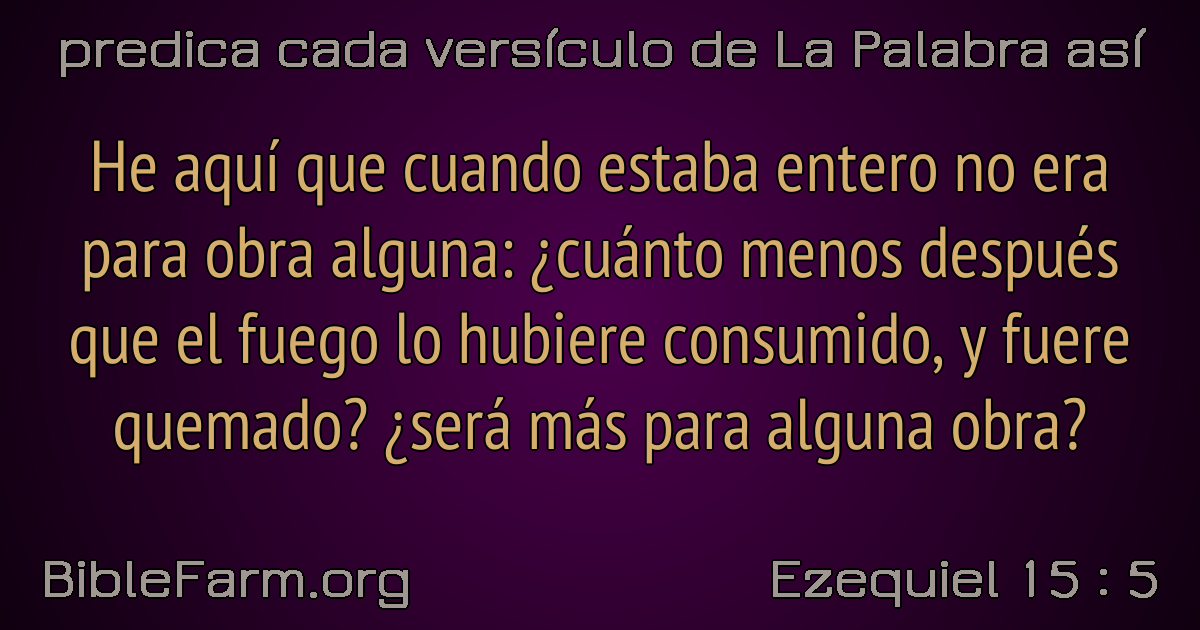 predica cada versículo de La Palabra así
He aquí que cuando estaba entero no era
para obra alguna: ¿cuánto menos después
que el fuego lo hubiere consumido, y fuere
quemado? ¿será más para alguna obra?
BibleFarm.org
Ezequiel 15 : 5